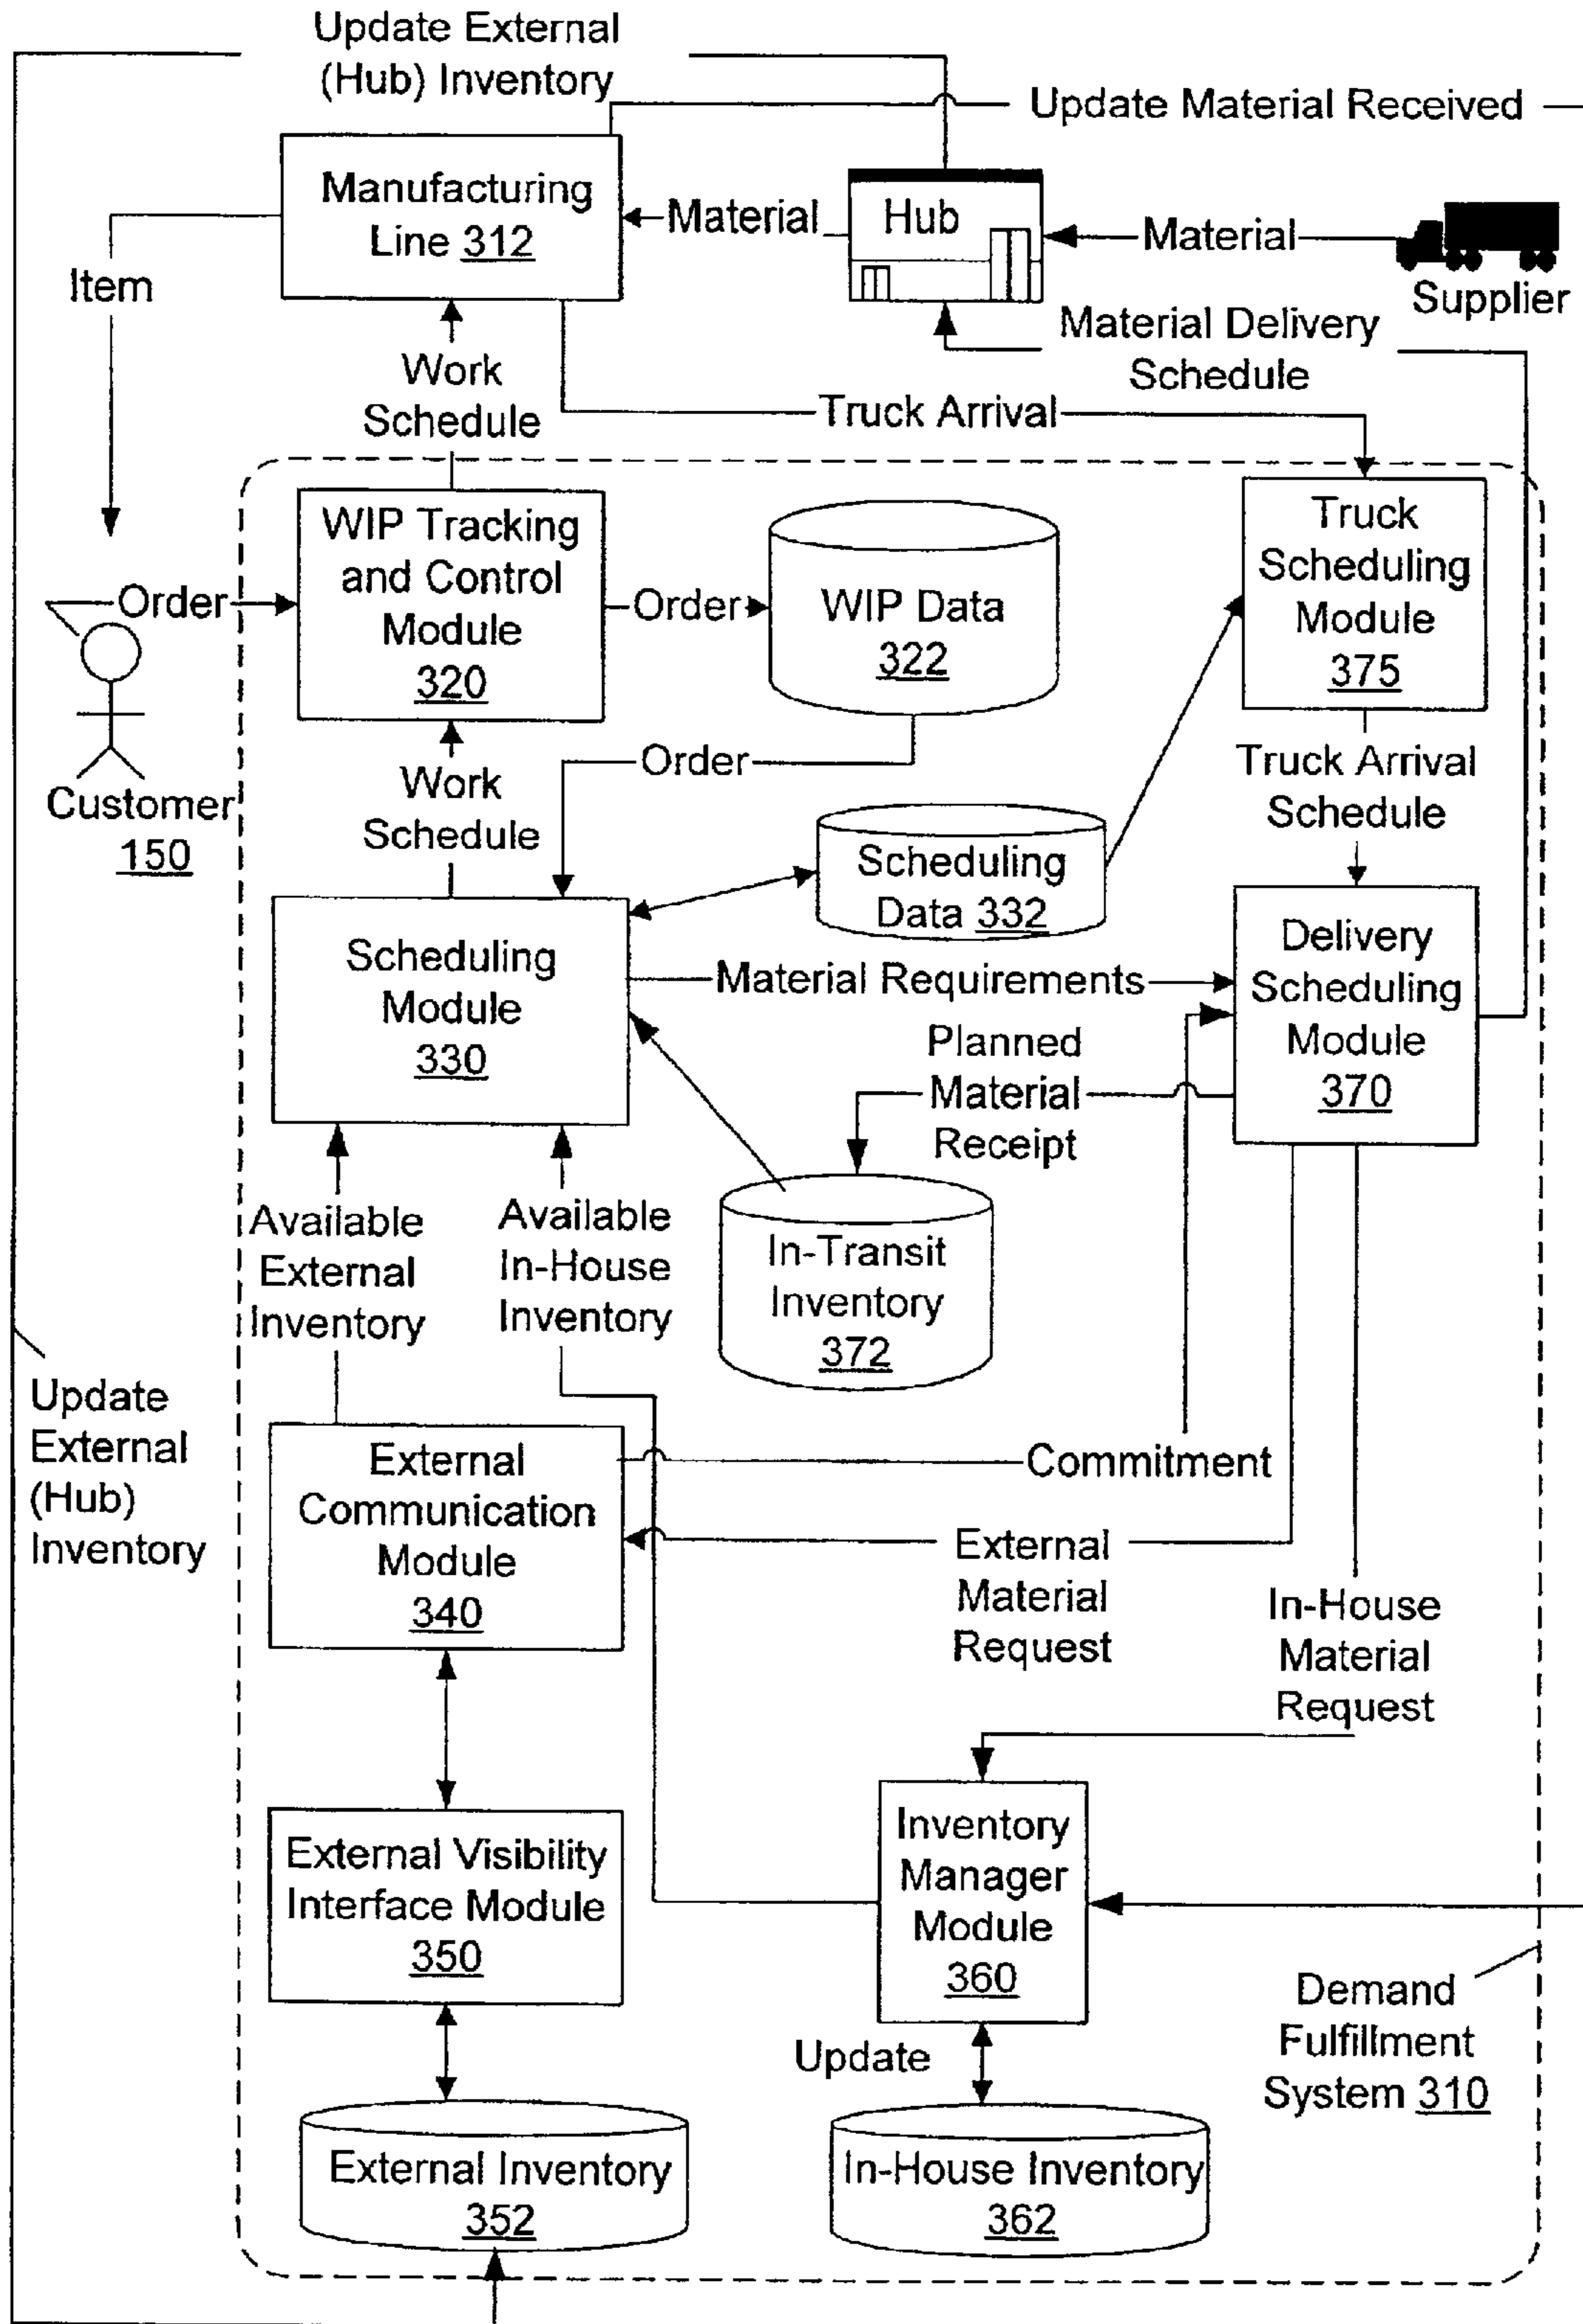 Update External
(Hub) Inventory
Update Material Received
Manufacturing
Line 312
Material
Hub
Material
Supplier
Item
Material Delivery
Schedule
Work
Schedule
Truck Arrival
WIP Tracking
and Control
Module
320
Order
Order
WIP Data
322
Truck
Scheduling
Module
375
Customer
150
Work
Schedule
Order
Truck Arrival
Schedule
Scheduling
Data 332
Scheduling
Module
330
Material Requirements
Delivery
Scheduling
Module
370
Planned
Material
Receipt
Available
External
Inventory
Available
In-House
Inventory
In-Transit
Inventory
372
Update
External
(Hub)
Inventory
External
Communication
Module
340
Commitment
External
Material
Request
In-House
Material
Request
External Visibility
Interface Module
350
Inventory
Manager
Module
360
Demand
Fulfillment
System 310
Update
External Inventory
352
In-House Inventory
362